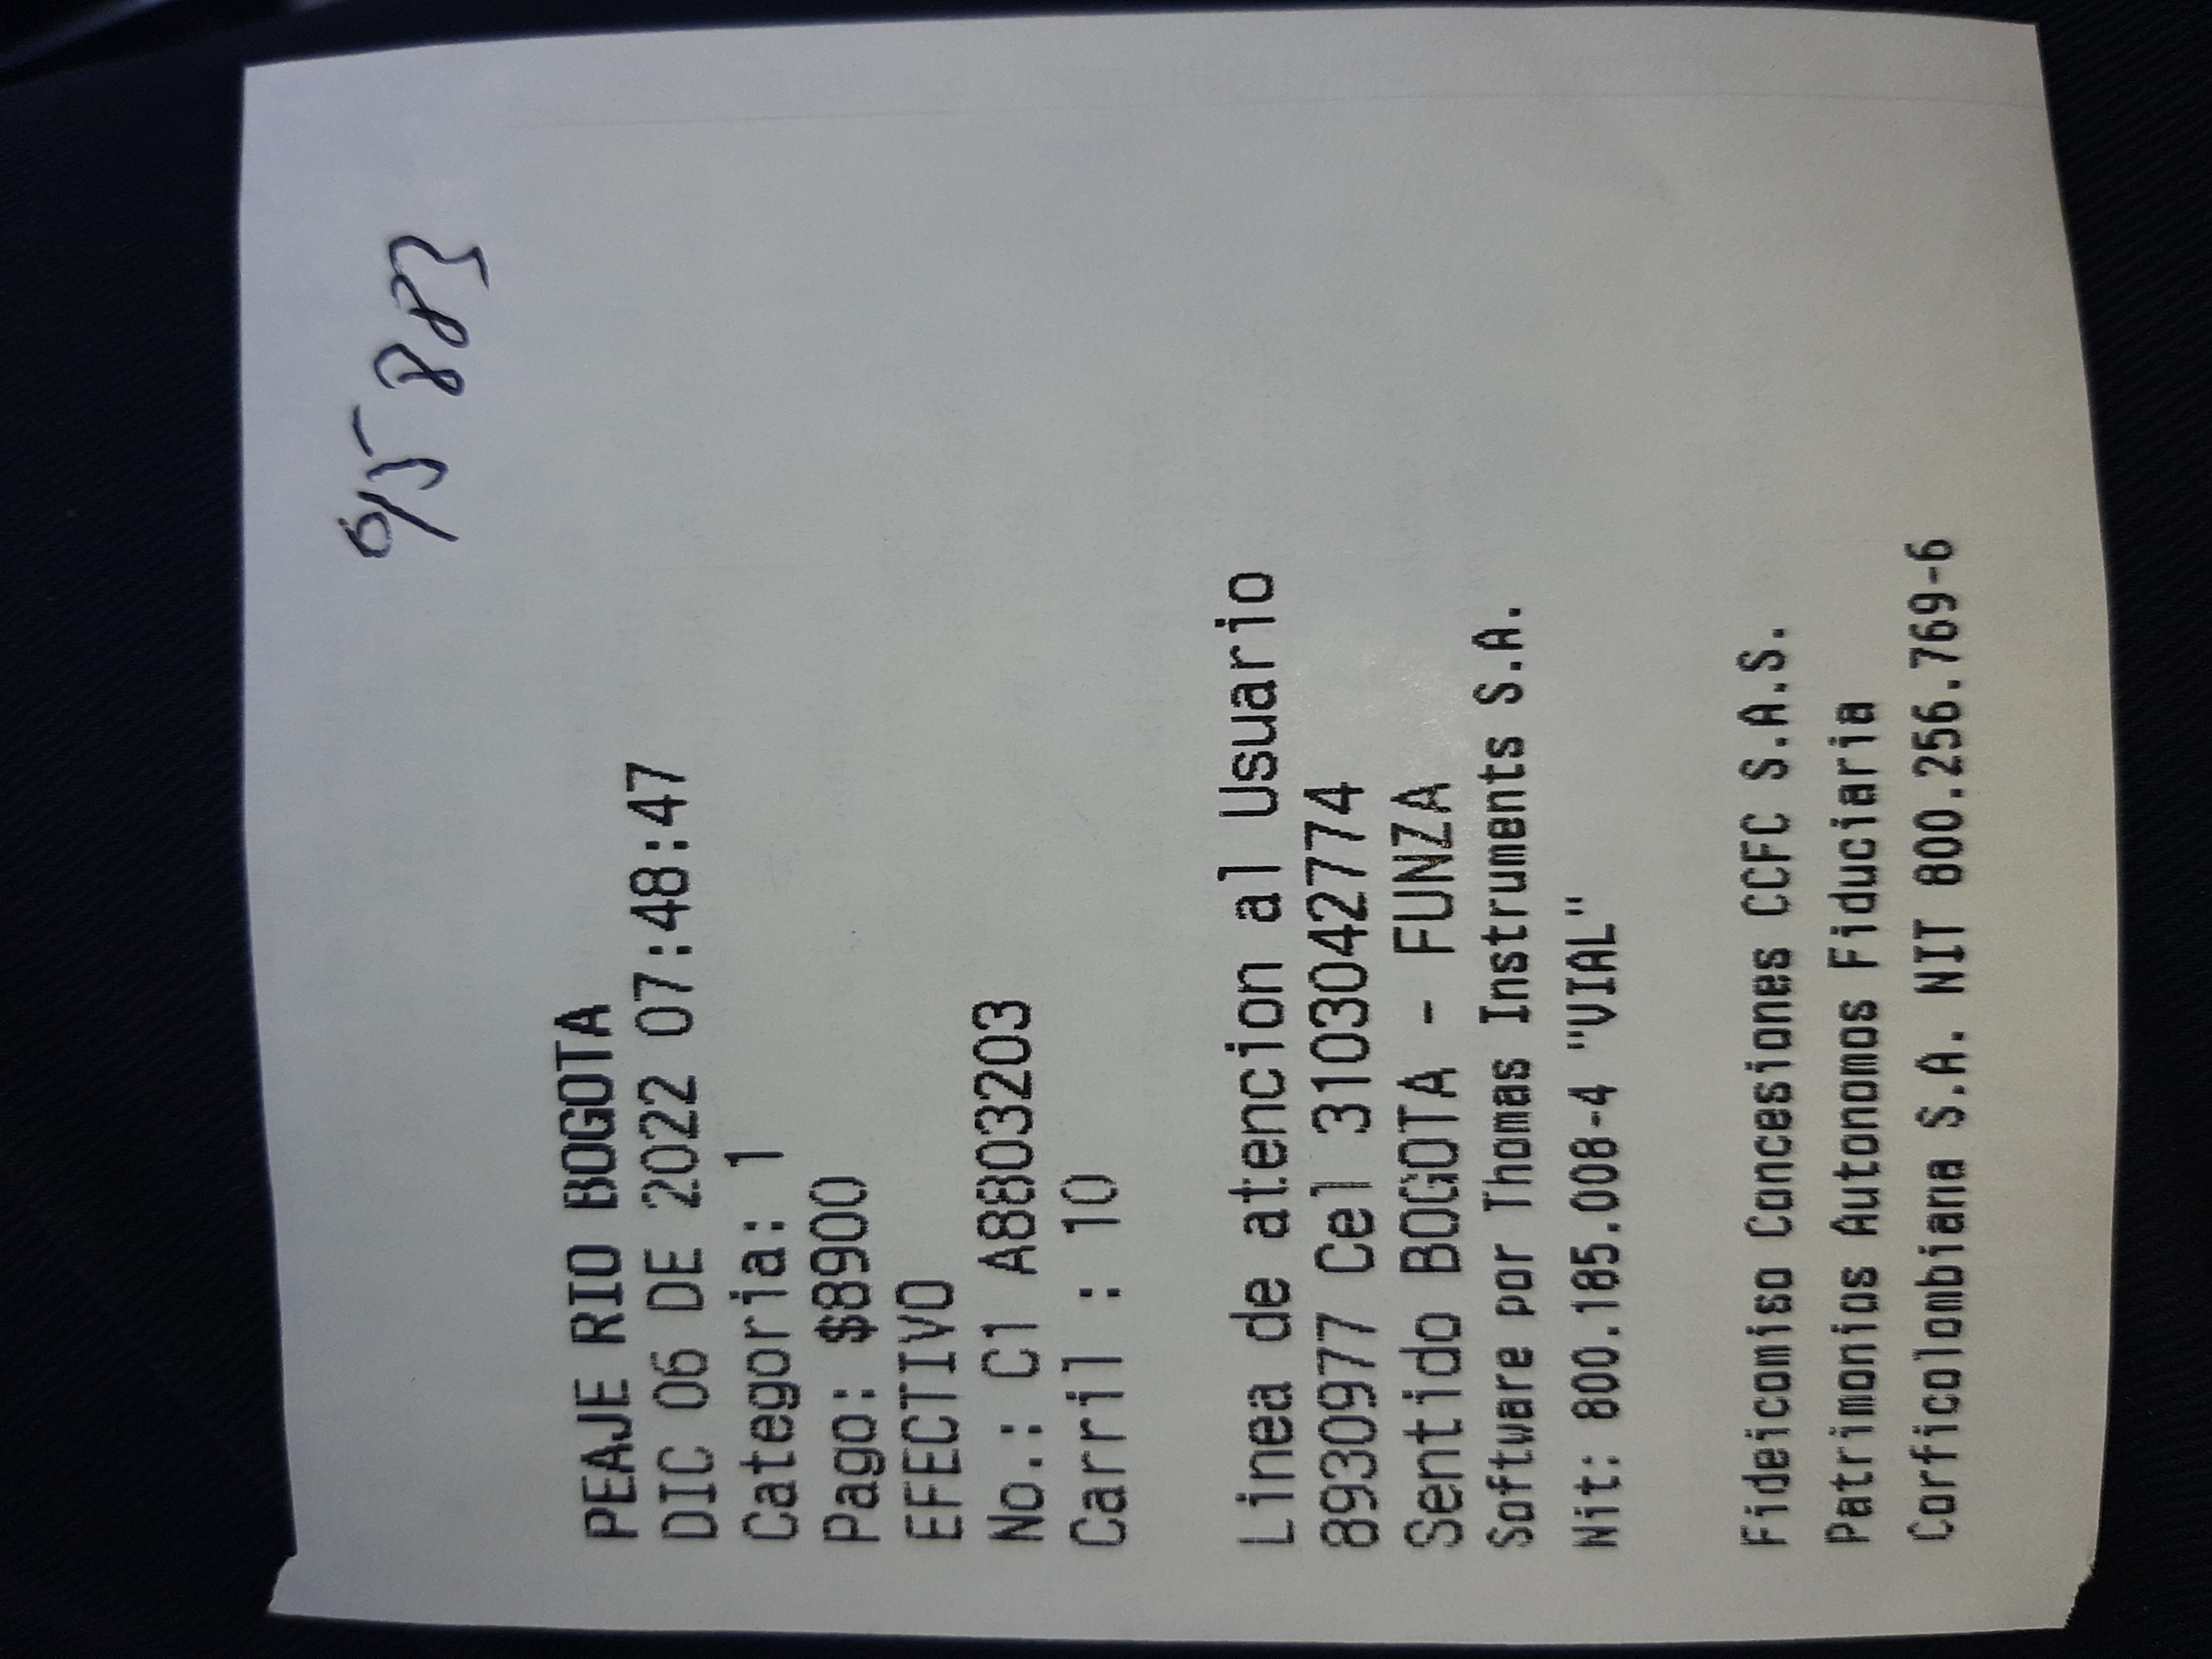 95883
PEAJE RIO BOGOTA
DIC 06 DE 2022 07:48:47
Categoria: 1
Pago: $8900
EFECTIVO
No.: C1 A8803203
Carril : 10
Linea de atencion al Usuario
8930977 Cel 3103042774
Sentido BOGOTA - FUNZA
Software por Thomas Instruments S.A.
Nit: 800.185.008-4 "VIAL"
Fideicomiso Concesiones CCFC S.A.S.
Patrimonios Autonomos Fiduciaria
Corficolombiana S.A. NIT 800.256.769-6